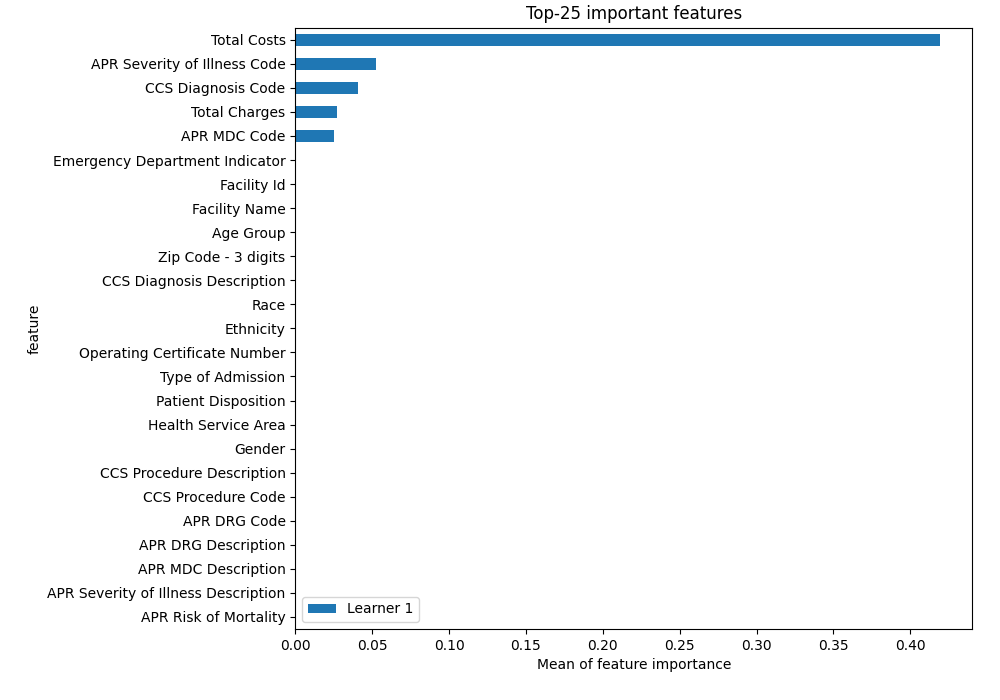 Top-25 important features
Total Costs
APR Severity of Illness Code
CCS Diagnosis Code
Total Charges
APR MDC Code
Emergency Department Indicator
Facility Id
Facility Name
Age Group
Zip Code - 3 digits
CCS Diagnosis Description
Race
Ethnicity
Operating Certificate Number
Type of Admission
Patient Disposition
Health Service Area
Gender
CCS Procedure Description
CCS Procedure Code
APR DRG Code
APR DRG Description
APR MDC Description
APR Severity of Illness Description
APR Risk of Mortality
feature
Learner 1
0.00 0.05 0.10 0.15 0.20 0.25 0.30 0.35 0.40
Mean of feature importance